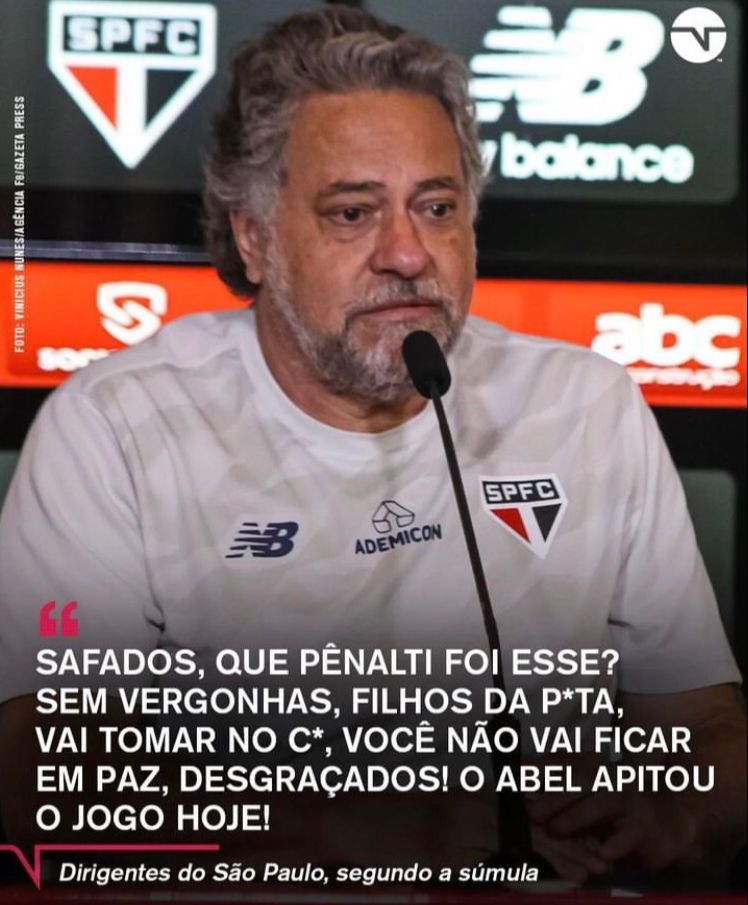 SPFC
NB
balance
FOTO: VINICIUS NUNES/AGÊNCIA F8/GAZETA PRESS
abc
construção
SPFC
NB
ADEMICON
SAFADOS, QUE PÊNALTI FOI ESSE?
SEM VERGONHAS, FILHOS DA P*TA,
VAI TOMAR NO C*, VOCÊ NÃO VAI FICAR
EM PAZ, DESGRAÇADOS! O ABEL APITOU
O JOGO HOJE!
Dirigentes do São Paulo, segundo a súmula